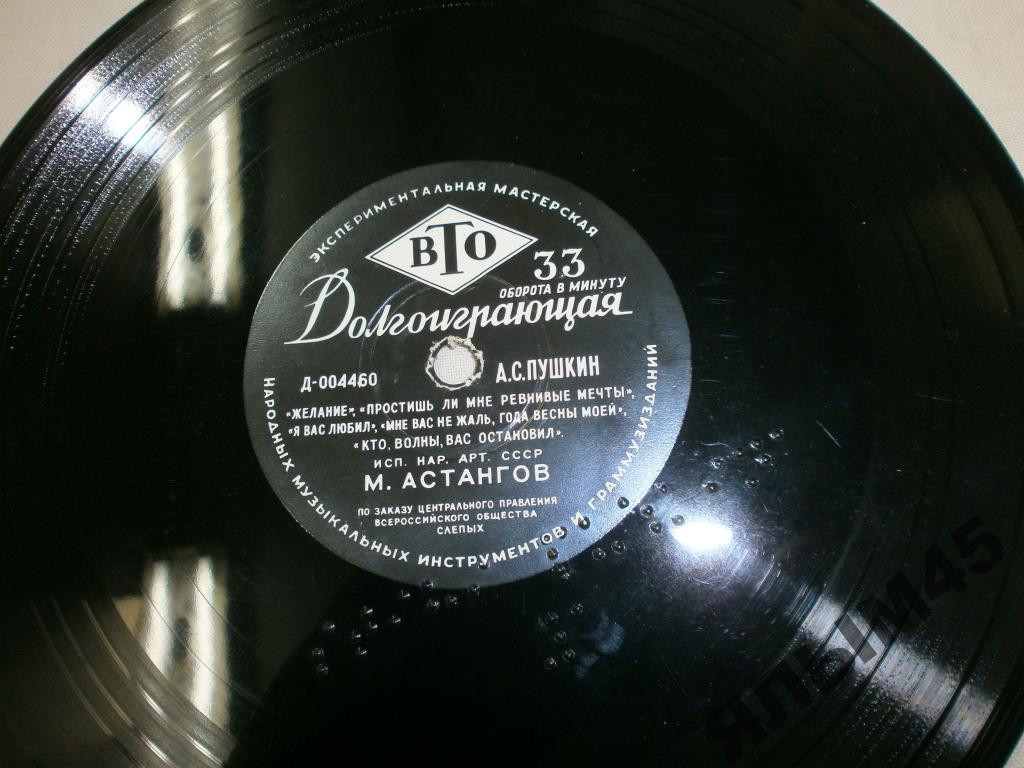 ЭКСПЕРИМЕНТАЛЬНАЯ МАСТЕРСКАЯ
ВТО
33
ОБОРОТА В МИНУТУ
Долгоиграющая
Д-004460
А.С.ПУШКИН
«ЖЕЛАНИЕ», «ПРОСТИШЬ ЛИ МНЕ РЕВНИВЫЕ МЕЧТЫ»,
«Я ВАС ЛЮБИЛ», «МНЕ ВАС НЕ ЖАЛЬ, ГОДА ВЕСНЫ МОЕЙ»,
«КТО, ВОЛНЫ, ВАС ОСТАНОВИЛ».
ИСП. НАР. АРТ. СССР
М. АСТАНГОВ
ПО ЗАКАЗУ ЦЕНТРАЛЬНОГО ПРАВЛЕНИЯ
ВСЕРОССИЙСКОГО ОБЩЕСТВА
СЛЕПЫХ
НАРОДНЫХ МУЗЫКАЛЬНЫХ ИНСТРУМЕНТОВ И ГРАММУЗИЗДАНИЙ
ЯЛЫМ45